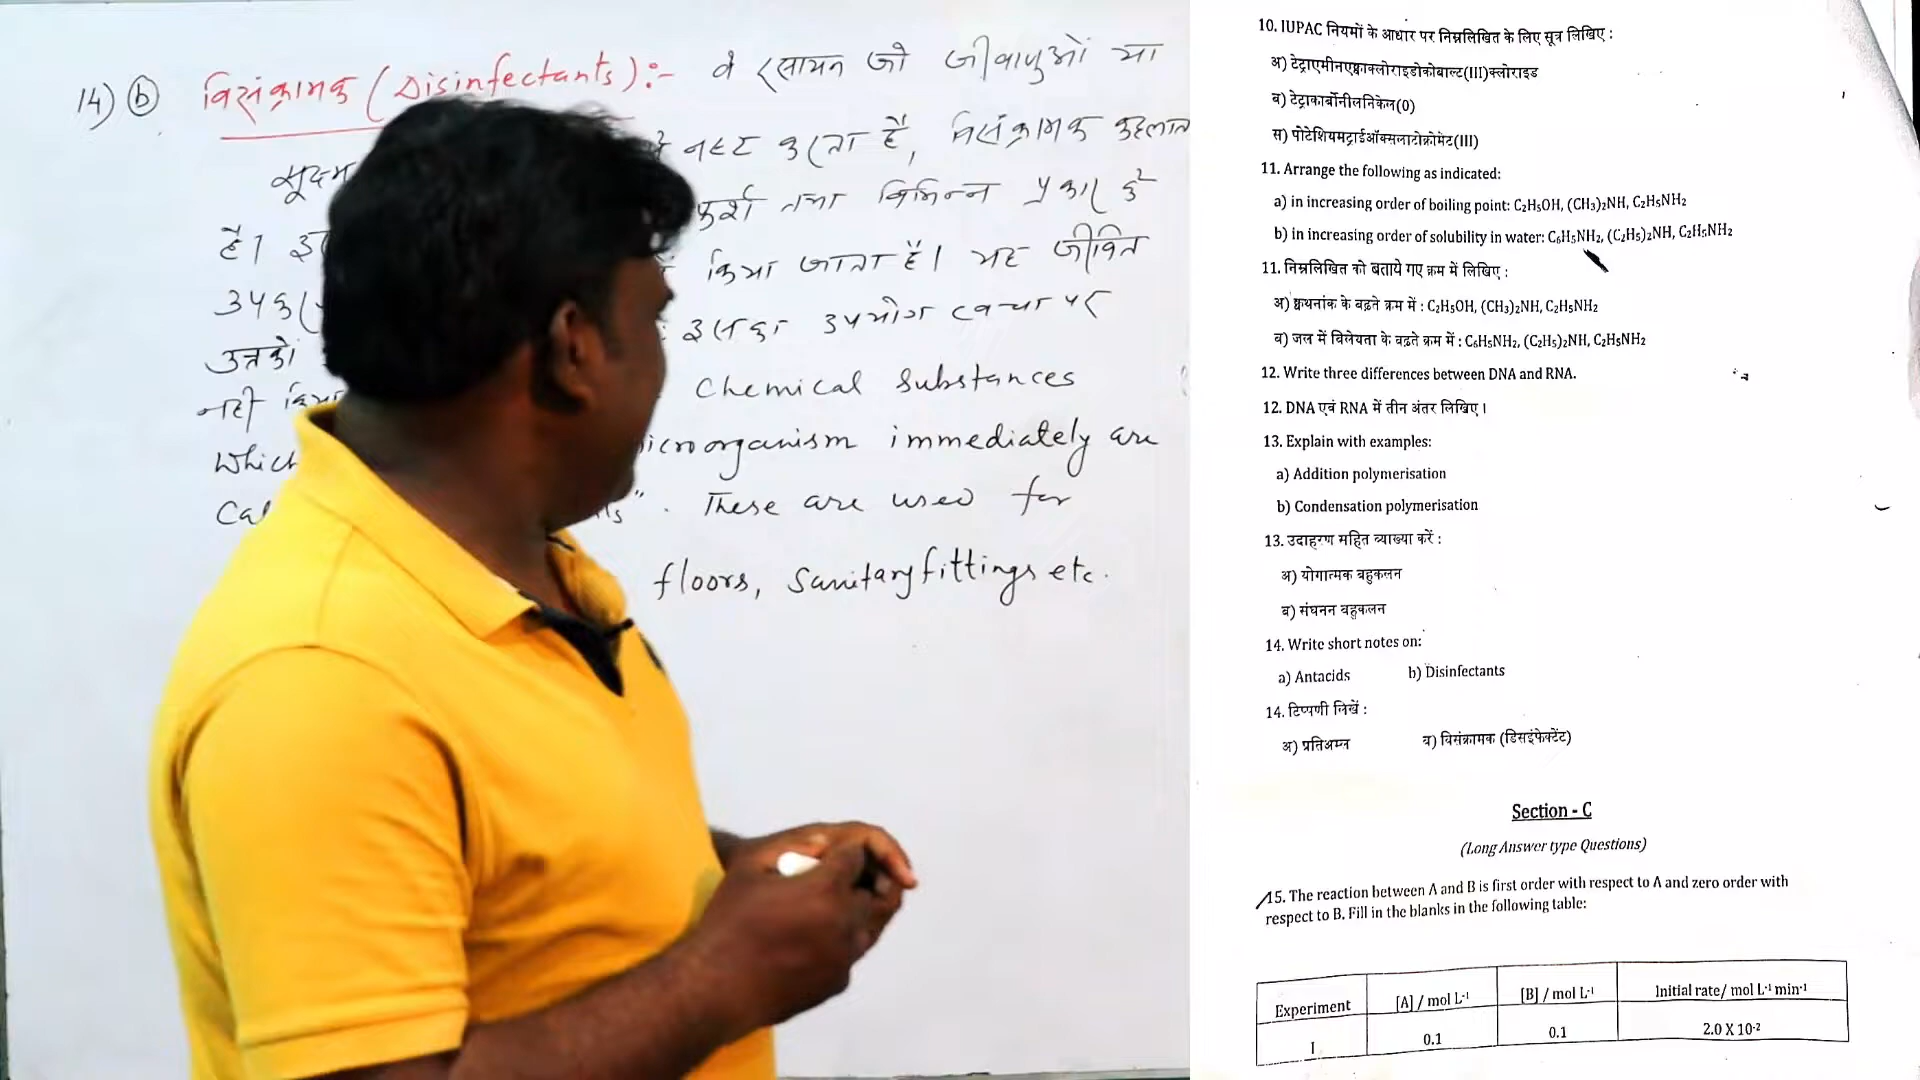 14) ⓑ विसंक्रामक (Disinfectants):- वे रसायन जो जीवाणुओं या
नष्ट करता है, विसंक्रामक कहलाते
है। फर्श तथा विभिन्न प्रकार के
किया जाता है। यह जीवित
उनको इसका उपयोग त्वचा पर
नहीं Chemical Substances
which microorganism immediately are
These are used for
floors, Sanitary fittings etc.
10. IUPAC नियमों के आधार पर निम्नलिखित के लिए सूत्र लिखिए :
अ) टेट्राएमीनएक्वाक्लोराइडोकोबाल्ट(III)क्लोराइड
ब) टेट्राकार्बोनीलनिकेल(0)
स) पोटेशियमट्राईऑक्सलाटोक्रोमेट(III)
11. Arrange the following as indicated:
a) in increasing order of boiling point: C₂H₅OH, (CH₃)₂NH, C₂H₅NH₂
b) in increasing order of solubility in water: C₆H₅NH₂, (C₂H₅)₂NH, C₂H₅NH₂
11. निम्नलिखित को बताये गए क्रम में लिखिए :
अ) क्वथनांक के बढ़ते क्रम में : C₂H₅OH, (CH₃)₂NH, C₂H₅NH₂
ब) जल में विलेयता के बढ़ते क्रम में : C₆H₅NH₂, (C₂H₅)₂NH, C₂H₅NH₂
12. Write three differences between DNA and RNA.
12. DNA एवं RNA में तीन अंतर लिखिए।
13. Explain with examples:
a) Addition polymerisation
b) Condensation polymerisation
13. उदाहरण सहित व्याख्या करें :
अ) योगात्मक बहुकलन
ब) संघनन बहुकलन
14. Write short notes on:
a) Antacids b) Disinfectants
14. टिप्पणी लिखें :
अ) प्रतिअम्ल ब) विसंक्रामक (डिसइंफेक्टेंट)
Section - C
(Long Answer type Questions)
15. The reaction between A and B is first order with respect to A and zero order with
respect to B. Fill in the blanks in the following table:
Experiment [A] / mol L⁻¹ [B] / mol L⁻¹ Initial rate/ mol L⁻¹ min⁻¹
I 0.1 0.1 2.0 X 10⁻²